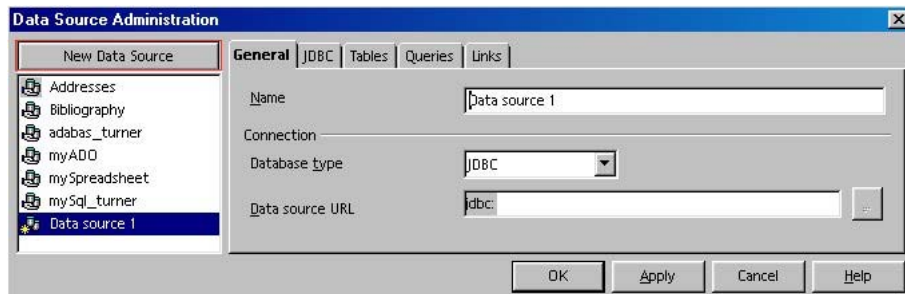 Data Source Administration
New Data Source
Addresses
Bibliography
adabas_turner
myADO
mySpreadsheet
mySql_turner
Data source 1
General JDBC Tables Queries Links
Name Data source 1
Connection
Database type JDBC
Data source URL jdbc:
...
OK Apply Cancel Help